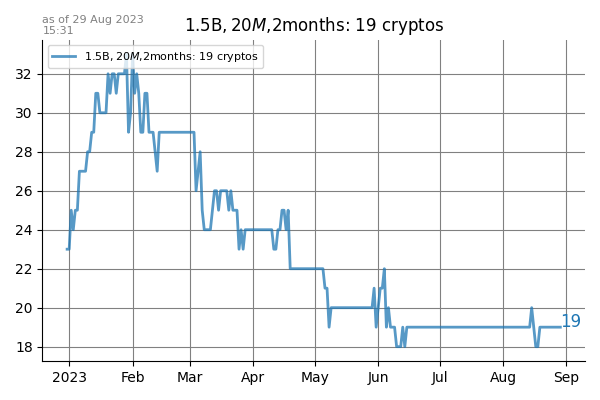 as of 29 Aug 2023
15:31
1.5B, 20M,2months: 19 cryptos
1.5B, 20M,2months: 19 cryptos
32
30
28
26
24
22
20
18
19
2023 Feb Mar Apr May Jun Jul Aug Sep